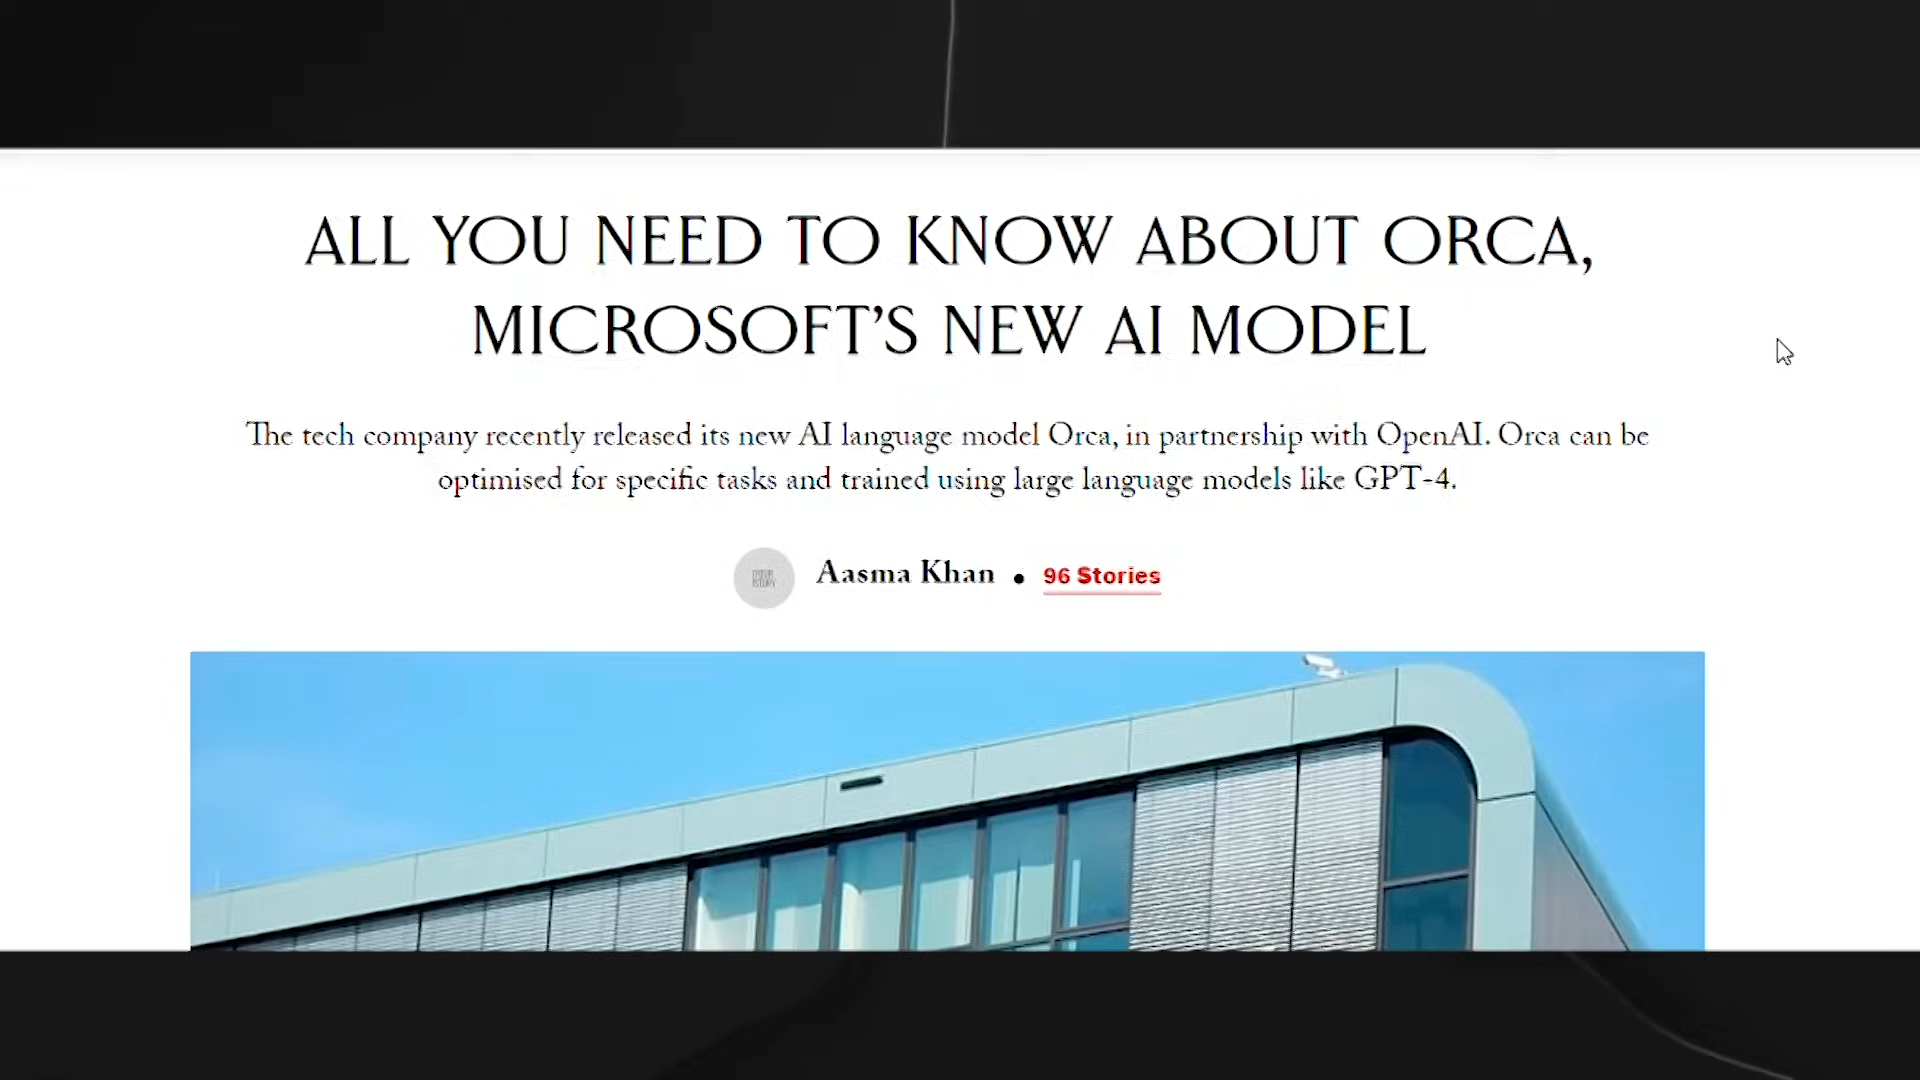 ALL YOU NEED TO KNOW ABOUT ORCA,
MICROSOFT’S NEW AI MODEL
The tech company recently released its new AI language model Orca, in partnership with OpenAI. Orca can be
optimised for specific tasks and trained using large language models like GPT-4.
Aasma Khan • 96 Stories